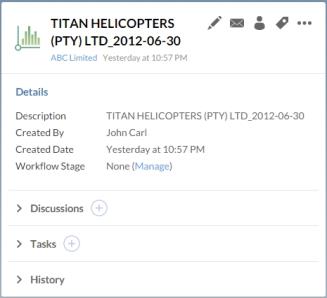 TITAN HELICOPTERS
(PTY) LTD_2012-06-30
ABC Limited Yesterday at 10:57 PM
Details
Description TITAN HELICOPTERS (PTY) LTD_2012-06-30
Created By John Carl
Created Date Yesterday at 10:57 PM
Workflow Stage None (Manage)
Discussions
Tasks
History